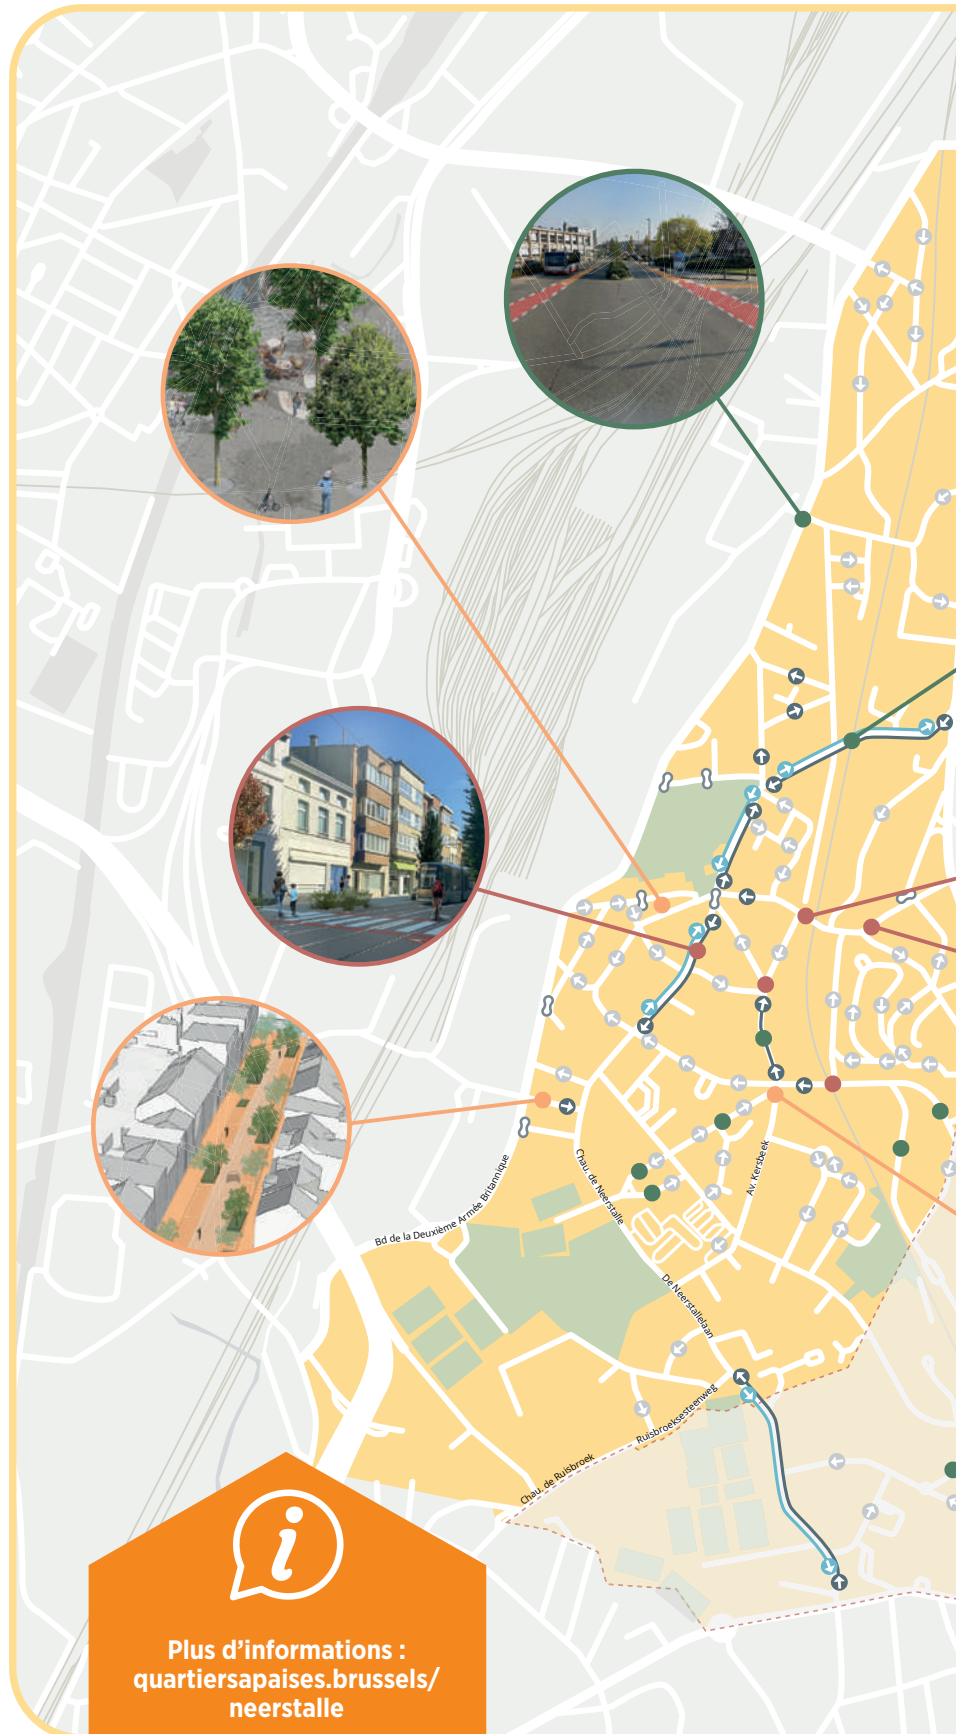 Av. Kersbeek
Chau. de Neerstalle
Bd de la Deuxième Armée Britannique
De Neerstallelaan
Ruisbroeksesteenweg
Chau. de Ruisbroek
i
Plus d’informations :
quartiersapaises.brussels/
neerstalle